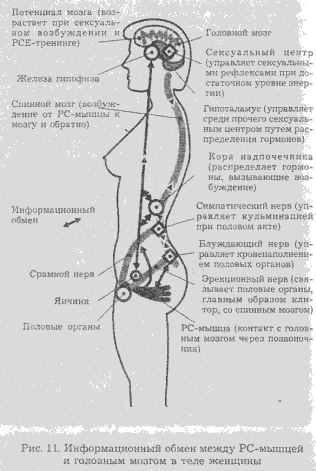 Потенциал мозга (воз-
растает при сексуаль-
ном возбуждении и
РСЕ-тренинге)
Железа гипофиза
Спинной мозг (возбуж-
дение от РС-мышцы к
мозгу и обратно)
Информационный
обмен
Срамной нерв
Яичник
Половые органы
Головной мозг
Сексуальный центр
(управляет сексуальны-
ми рефлексами при до-
статочном уровне энер-
гии)
Гипоталамус (управляет
среди прочего сексуаль-
ным центром путем рас-
пределения гормонов)
Кора надпочечника
(распределяет гормо-
ны, вызывающие воз-
буждение)
Симпатический нерв (уп-
равляет кульминацией
при половом акте)
Блуждающий нерв (уп-
равляет кровенаполнени-
ем половых органов)
Эрекционный нерв (свя-
зывает половые органы,
главным образом кли-
тор, со спинным мозгом)
РС-мышца (контакт с голов-
ным мозгом через позвоноч-
ник)
Рис. 11. Информационный обмен между РС-мышцей
и головным мозгом в теле женщины